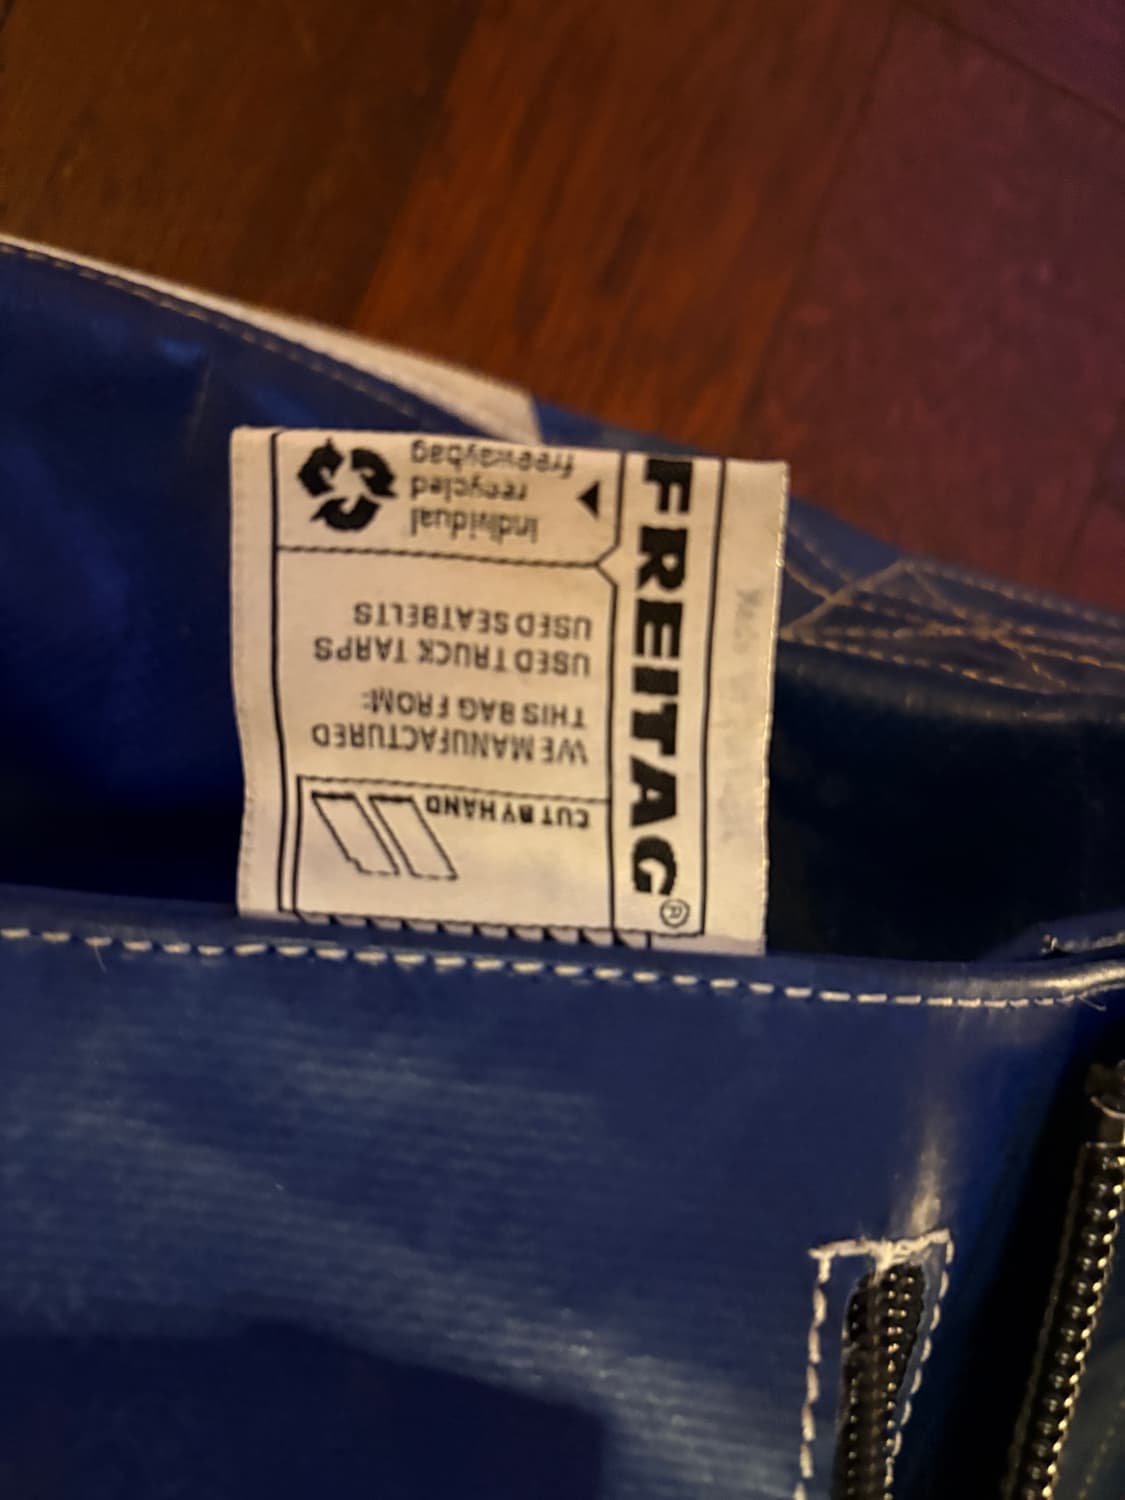 CUT BY HAND
WE MANUFACTURED
THIS BAG FROM:
USED TRUCK TARPS
USED SEATBELTS
individual
recycled
freewaybag
FREITAG®